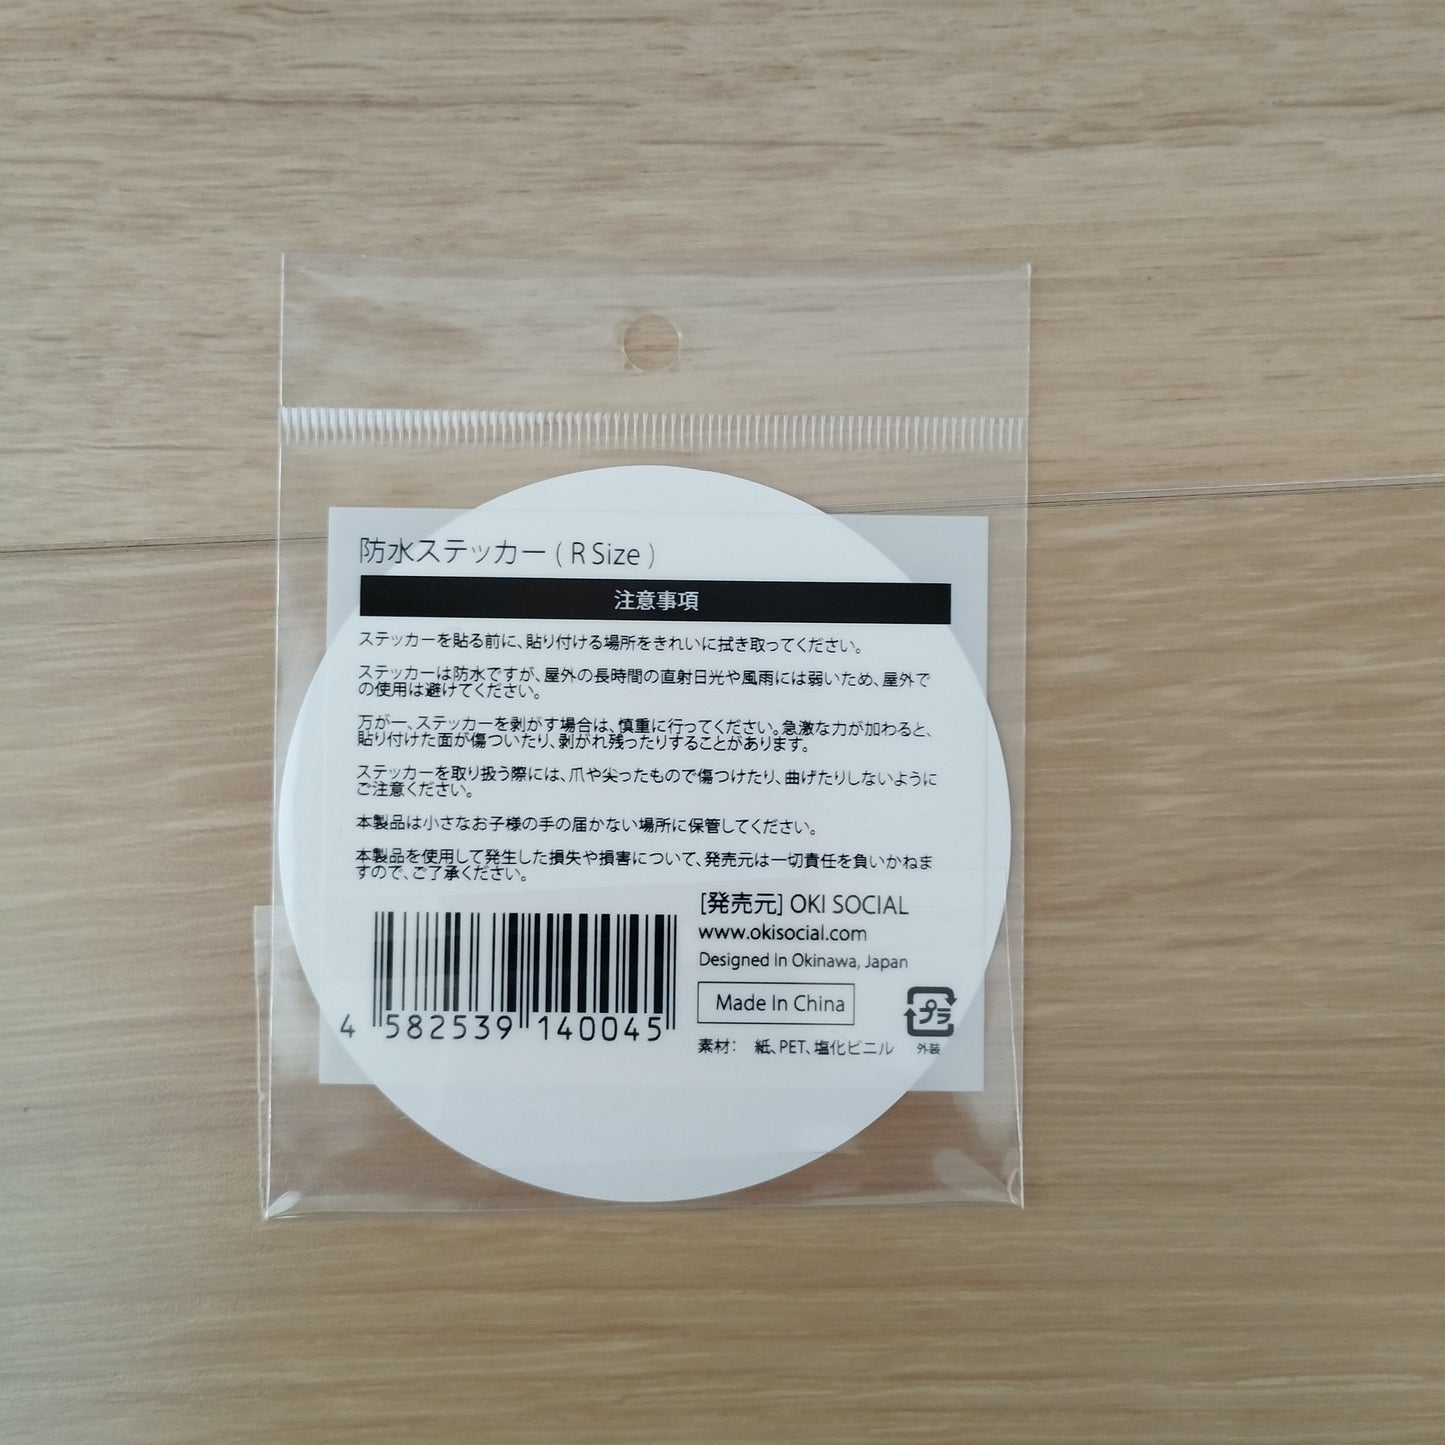 防水ステッカー ( R Size )
注意事項
ステッカーを貼る前に、貼り付ける場所をきれいに拭き取ってください。
ステッカーは防水ですが、屋外の長時間の直射日光や風雨には弱いため、屋外で
の使用は避けてください。
万が一、ステッカーを剥がす場合は、慎重に行ってください。急激な力が加わると、
貼り付けた面が傷ついたり、剥がれ残ったりすることがあります。
ステッカーを取り扱う際には、爪や尖ったもので傷つけたり、曲げたりしないように
ご注意ください。
本製品は小さなお子様の手の届かない場所に保管してください。
本製品を使用して発生した損失や損害について、発売元は一切責任を負いかねま
すので、ご了承ください。
[発売元] OKI SOCIAL
www.okisocial.com
Designed In Okinawa, Japan
Made In China
素材： 紙、PET、塩化ビニル
プラ
外装
4 582539 140045